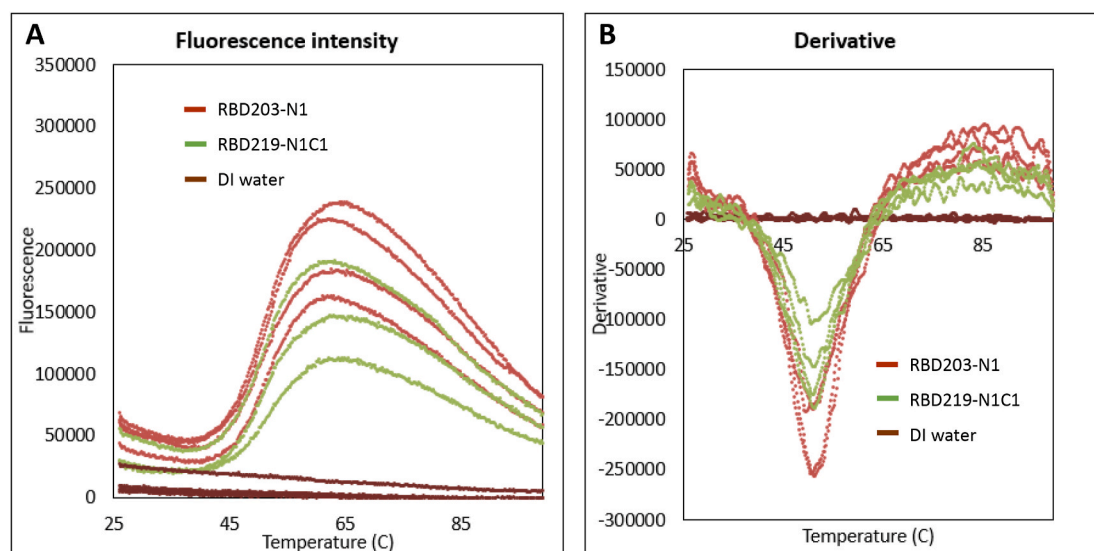 A
Fluorescence intensity
350000
300000
250000
200000
150000
100000
50000
0
25
45
65
85
Fluorescence
Temperature (C)
RBD203-N1
RBD219-N1C1
DI water
B
Derivative
150000
100000
50000
0
-50000
-100000
-150000
-200000
-250000
-300000
25
45
65
85
Derivative
Temperature (C)
RBD203-N1
RBD219-N1C1
DI water